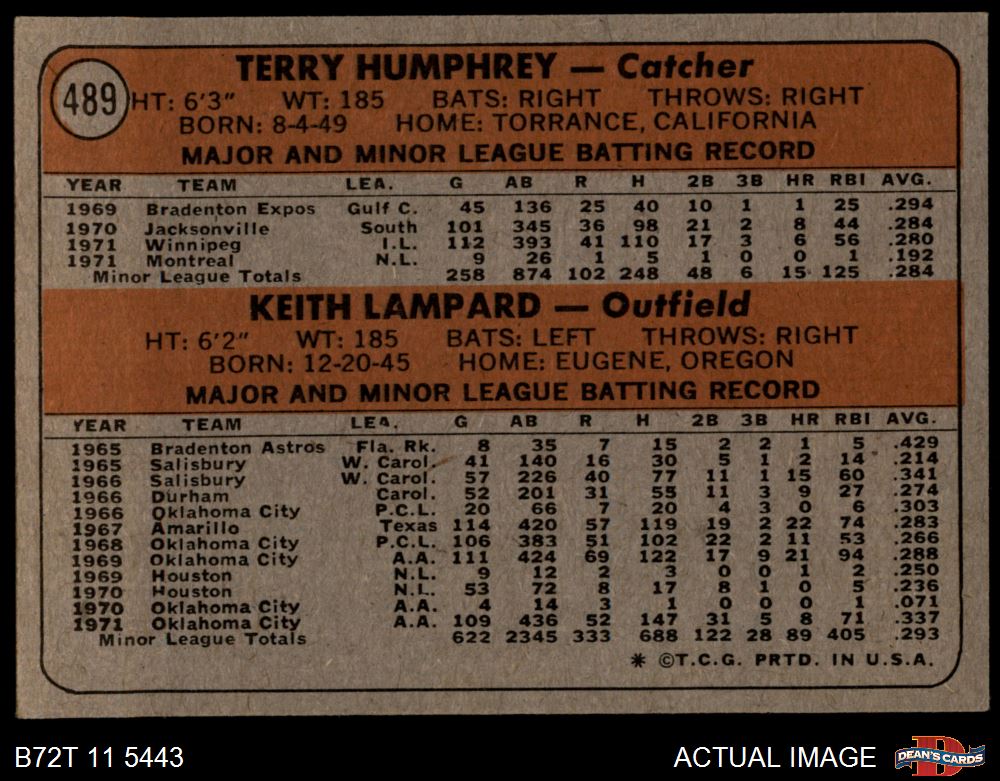 489
TERRY HUMPHREY — Catcher
HT: 6'3" WT: 185 BATS: RIGHT THROWS: RIGHT
BORN: 8-4-49 HOME: TORRANCE, CALIFORNIA
MAJOR AND MINOR LEAGUE BATTING RECORD
YEAR TEAM LEA. G AB R H 2B 3B HR RBI AVG.
1969 Bradenton Expos Gulf C. 45 136 25 40 10 1 1 25 .294
1970 Jacksonville South 101 345 36 98 21 2 8 44 .284
1971 Winnipeg I.L. 112 393 41 110 17 3 6 56 .280
1971 Montreal N.L. 9 26 1 5 1 0 0 1 .192
Minor League Totals 258 874 102 248 48 6 15 125 .284
KEITH LAMPARD — Outfield
HT: 6'2" WT: 185 BATS: LEFT THROWS: RIGHT
BORN: 12-20-45 HOME: EUGENE, OREGON
MAJOR AND MINOR LEAGUE BATTING RECORD
YEAR TEAM LEA. G AB R H 2B 3B HR RBI AVG.
1965 Bradenton Astros Fla. Rk. 8 35 7 15 2 2 1 5 .429
1965 Salisbury W. Carol. 41 140 16 30 5 1 2 14 .214
1966 Salisbury W. Carol. 57 226 40 77 11 1 15 60 .341
1966 Durham Carol. 52 201 31 55 11 3 9 27 .274
1966 Oklahoma City P.C.L. 20 66 7 20 4 3 0 6 .303
1967 Amarillo Texas 114 420 57 119 19 2 22 74 .283
1968 Oklahoma City P.C.L. 106 383 51 102 22 2 11 53 .266
1969 Oklahoma City A.A. 111 424 69 122 17 9 21 94 .288
1969 Houston N.L. 9 12 2 3 0 0 1 2 .250
1970 Houston N.L. 53 72 8 17 8 1 0 5 .236
1970 Oklahoma City A.A. 4 14 3 1 0 0 0 1 .071
1971 Oklahoma City A.A. 109 436 52 147 31 5 8 71 .337
Minor League Totals 622 2345 333 688 122 28 89 405 .293
* ©T.C.G. PRTD. IN U.S.A.
B72T 11 5443 ACTUAL IMAGE
D
DEAN'S CARDS